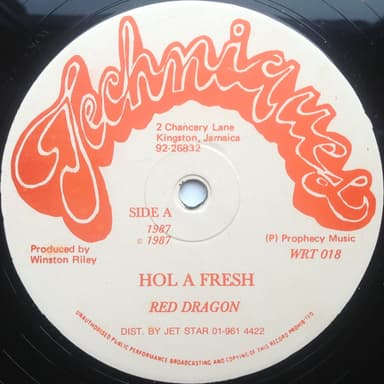 Techniques
2 Chancary Lane
Kingston, Jamaica
92-26832
SIDE A
1987
© 1987
Produced by
Winston Riley
(P) Prophecy Music
WRT 018
HOL A FRESH
RED DRAGON
DIST. BY JET STAR 01-961 4422
UNAUTHORISED PUBLIC PERFORMANCE BROADCASTING AND COPYING OF THIS RECORD PROHIBITED